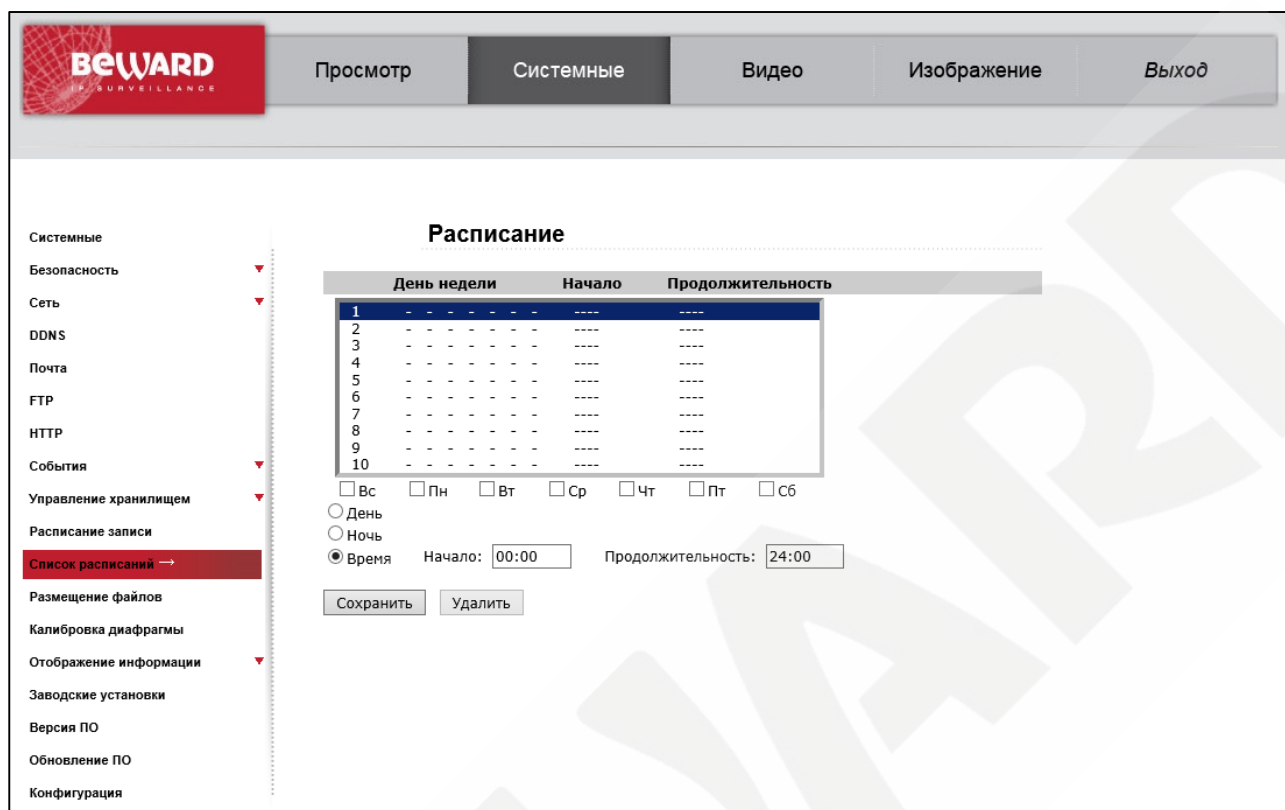 BEWARD
IP SURVEILLANCE
Просмотр Системные Видео Изображение Выход
Системные
Безопасность
Сеть
DDNS
Почта
FTP
HTTP
События
Управление хранилищем
Расписание записи
Список расписаний →
Размещение файлов
Калибровка диафрагмы
Отображение информации
Заводские установки
Версия ПО
Обновление ПО
Конфигурация
Расписание
День недели Начало Продолжительность
1 - - - - - - - ---- ----
2 - - - - - - - ---- ----
3 - - - - - - - ---- ----
4 - - - - - - - ---- ----
5 - - - - - - - ---- ----
6 - - - - - - - ---- ----
7 - - - - - - - ---- ----
8 - - - - - - - ---- ----
9 - - - - - - - ---- ----
10 - - - - - - - ---- ----
Вс Пн Вт Ср Чт Пт Сб
День
Ночь
Время Начало: 00:00 Продолжительность: 24:00
Сохранить Удалить